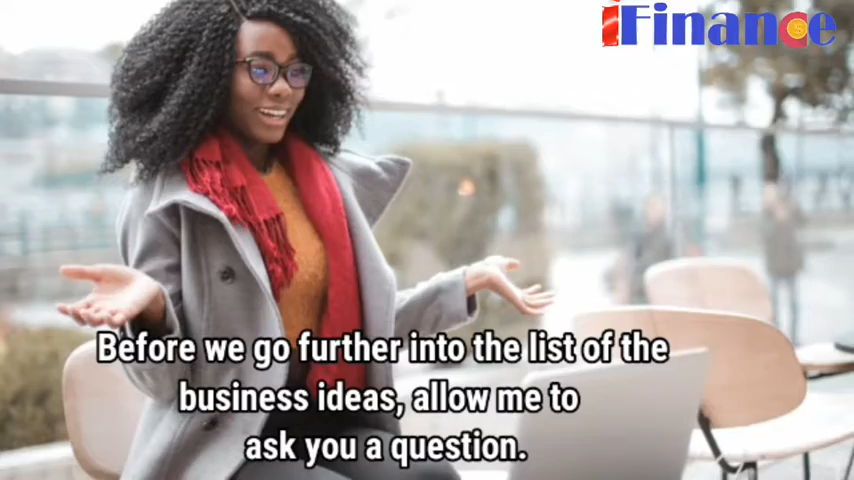 iFinance
Before we go further into the list of the
business ideas, allow me to
ask you a question.